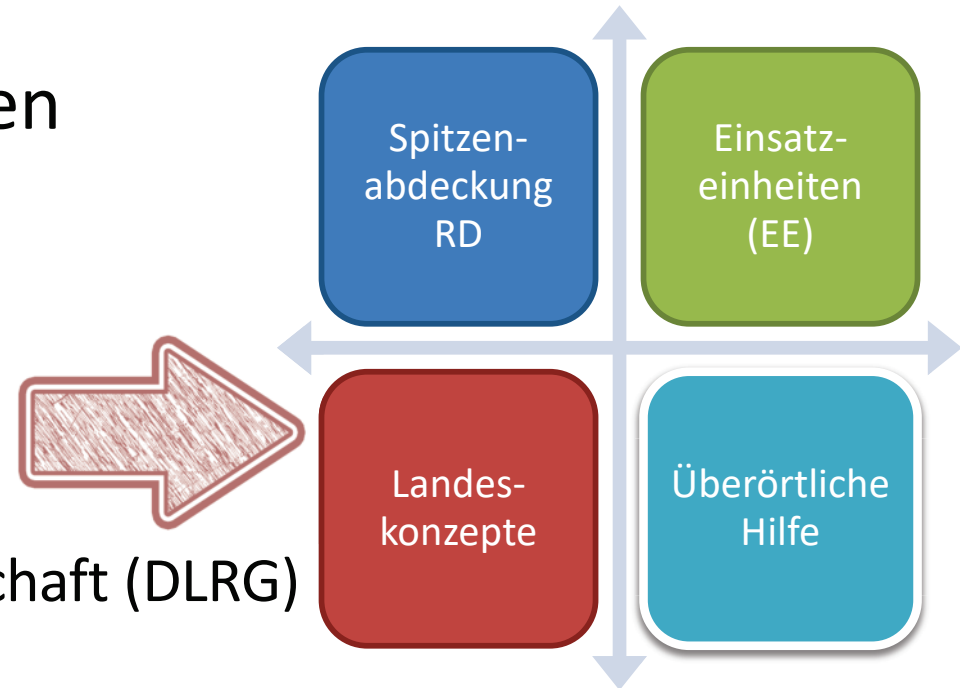 en
Spitzen-
abdeckung
RD
Einsatz-
einheiten
(EE)
Landes-
konzepte
Überörtliche
Hilfe
chaft (DLRG)